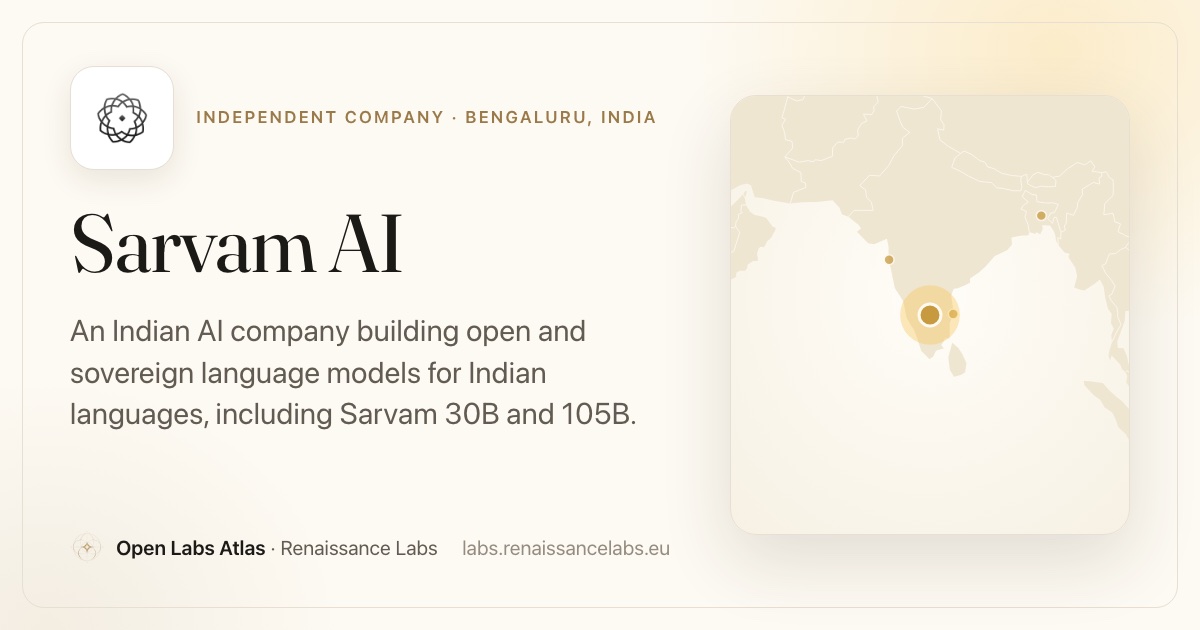 INDEPENDENT COMPANY · BENGALURU, INDIA
Sarvam AI
An Indian AI company building open and
sovereign language models for Indian
languages, including Sarvam 30B and 105B.
Open Labs Atlas · Renaissance Labs labs.renaissancelabs.eu